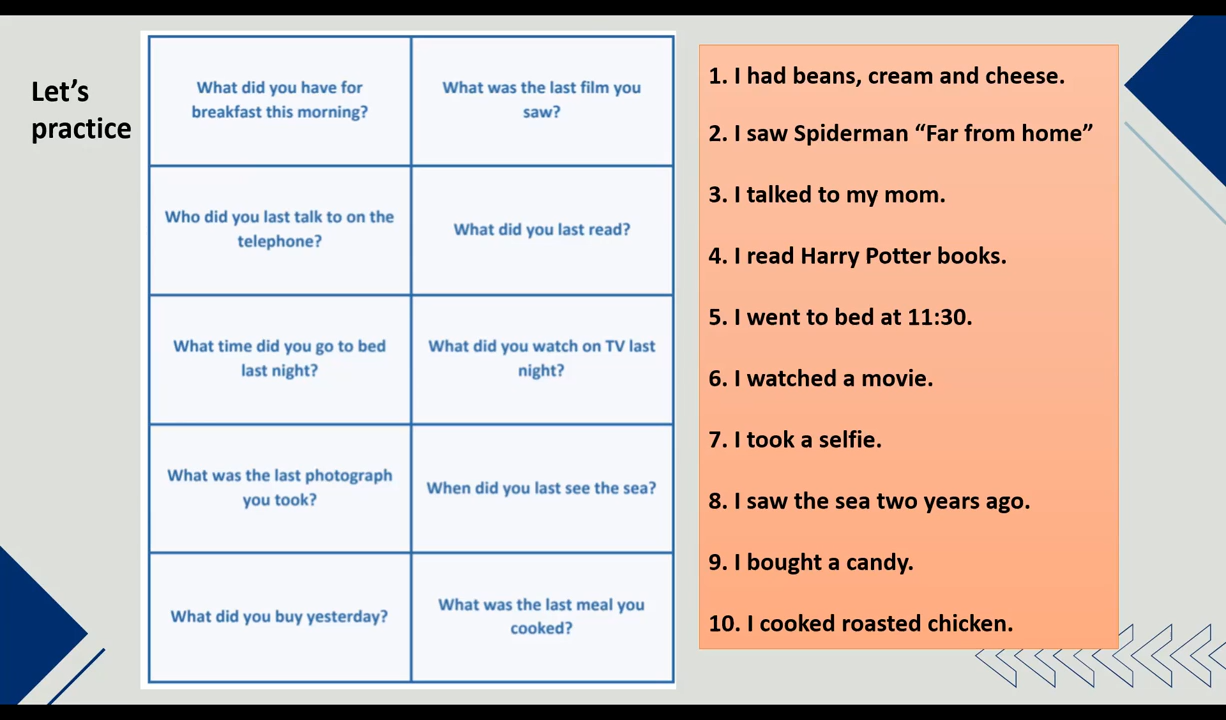 Let’s
practice
What did you have for
breakfast this morning?
What was the last film you
saw?
Who did you last talk to on the
telephone?
What did you last read?
What time did you go to bed
last night?
What did you watch on TV last
night?
What was the last photograph
you took?
When did you last see the sea?
What did you buy yesterday?
What was the last meal you
cooked?
1. I had beans, cream and cheese.
2. I saw Spiderman “Far from home”
3. I talked to my mom.
4. I read Harry Potter books.
5. I went to bed at 11:30.
6. I watched a movie.
7. I took a selfie.
8. I saw the sea two years ago.
9. I bought a candy.
10. I cooked roasted chicken.